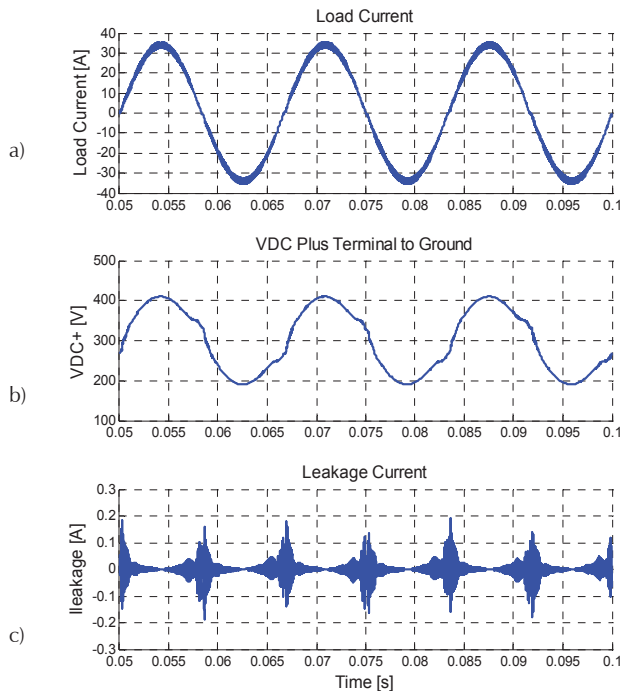 Load Current
Load Current [A]
40
30
20
10
0
-10
-20
-30
-40
0.05 0.055 0.06 0.065 0.07 0.075 0.08 0.085 0.09 0.095 0.1
a)
VDC Plus Terminal to Ground
VDC+ [V]
500
400
300
200
100
0.05 0.055 0.06 0.065 0.07 0.075 0.08 0.085 0.09 0.095 0.1
b)
Leakage Current
Ileakage [A]
0.3
0.2
0.1
0
-0.1
-0.2
-0.3
0.05 0.055 0.06 0.065 0.07 0.075 0.08 0.085 0.09 0.095 0.1
Time [s]
c)